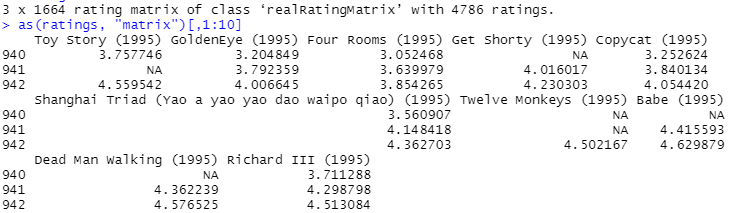 3 x 1664 rating matrix of class ‘realRatingMatrix’ with 4786 ratings.
> as(ratings, "matrix")[,1:10]
    Toy Story (1995) GoldenEye (1995) Four Rooms (1995) Get Shorty (1995) Copycat (1995)
940         3.757746         3.204849          3.052468                NA       3.252624
941               NA         3.792359          3.639979          4.016017       3.840134
942         4.559542         4.006645          3.854265          4.230303       4.054420
    Shanghai Triad (Yao a yao yao dao waipo qiao) (1995) Twelve Monkeys (1995) Babe (1995)
940                                             3.560907                    NA          NA
941                                             4.148418                    NA    4.415593
942                                             4.362703              4.502167    4.629879
    Dead Man Walking (1995) Richard III (1995)
940                      NA           3.711288
941                4.362239           4.298798
942                4.576525           4.513084